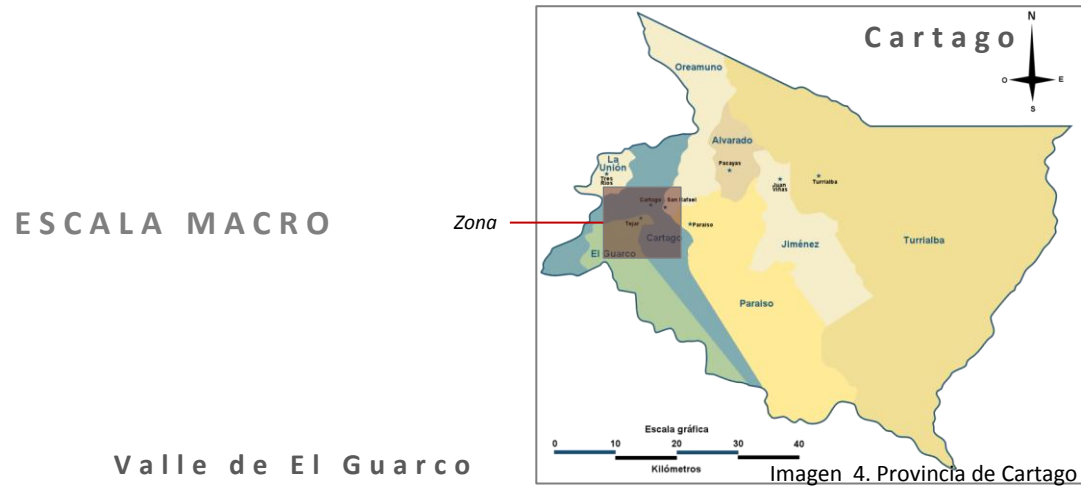 Cartago
N
O
E
S
Oreamuno
Alvarado
Pacayas
La
Unión
Tres
Ríos
Juan
Viñas
Turrialba
ESCALA MACRO
Zona
Cartago
San Rafael
Tejar
Paraíso
Cartago
El Guarco
Jiménez
Turrialba
Paraiso
Escala gráfica
0 10 20 30 40
Kilómetros
Valle de El Guarco
Imagen 4. Provincia de Cartago